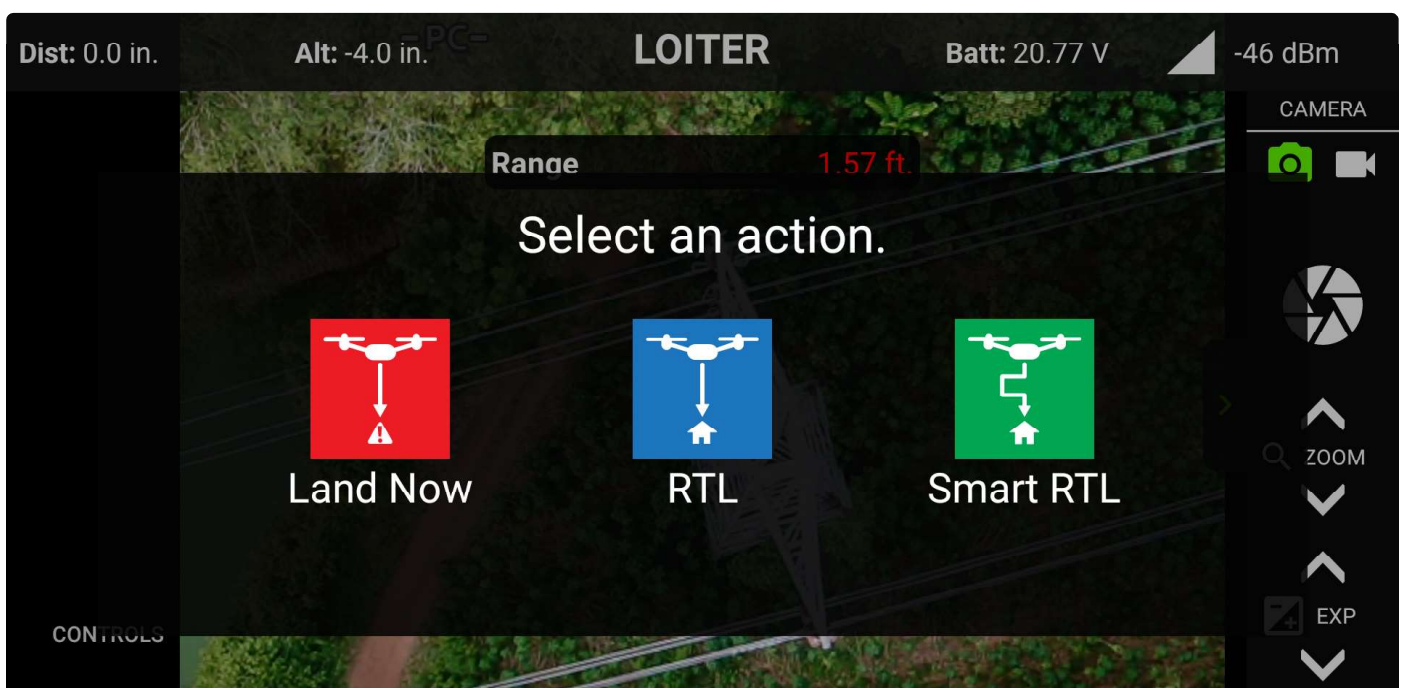 Dist: 0.0 in. Alt: -4.0 in. -PC- LOITER Batt: 20.77 V -46 dBm
CAMERA
Range 1.57 ft.
Select an action.
Land Now RTL Smart RTL
ZOOM
EXP
CONTROLS